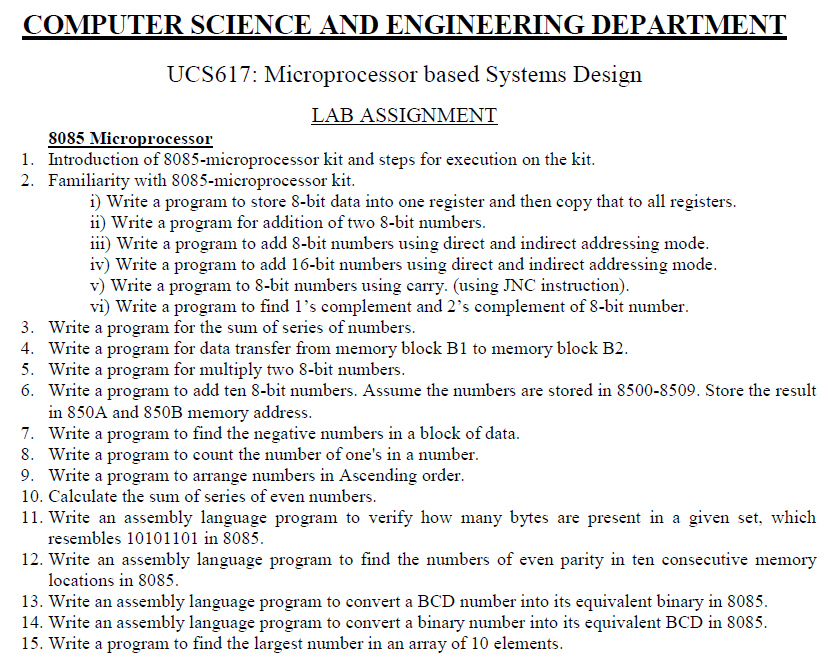 COMPUTER SCIENCE AND ENGINEERING DEPARTMENT
UCS617: Microprocessor based Systems Design
LAB ASSIGNMENT
8085 Microprocessor
1. Introduction of 8085-microprocessor kit and steps for execution on the kit.
2. Familiarity with 8085-microprocessor kit.
i) Write a program to store 8-bit data into one register and then copy that to all registers.
ii) Write a program for addition of two 8-bit numbers.
iii) Write a program to add 8-bit numbers using direct and indirect addressing mode.
iv) Write a program to add 16-bit numbers using direct and indirect addressing mode.
v) Write a program to 8-bit numbers using carry. (using JNC instruction).
vi) Write a program to find 1's complement and 2's complement of 8-bit number.
3. Write a program for the sum of series of numbers.
4. Write a program for data transfer from memory block B1 to memory block B2.
5. Write a program for multiply two 8-bit numbers.
6. Write a program to add ten 8-bit numbers. Assume the numbers are stored in 8500-8509. Store the result
in 850A and 850B memory address.
7. Write a program to find the negative numbers in a block of data.
8. Write a program to count the number of one's in a number.
9. Write a program to arrange numbers in Ascending order.
10. Calculate the sum of series of even numbers.
11. Write an assembly language program to verify how many bytes are present in a given set, which
resembles 10101101 in 8085.
12. Write an assembly language program to find the numbers of even parity in ten consecutive memory
locations in 8085.
13. Write an assembly language program to convert a BCD number into its equivalent binary in 8085.
14. Write an assembly language program to convert a binary number into its equivalent BCD in 8085.
15. Write a program to find the largest number in an array of 10 elements.